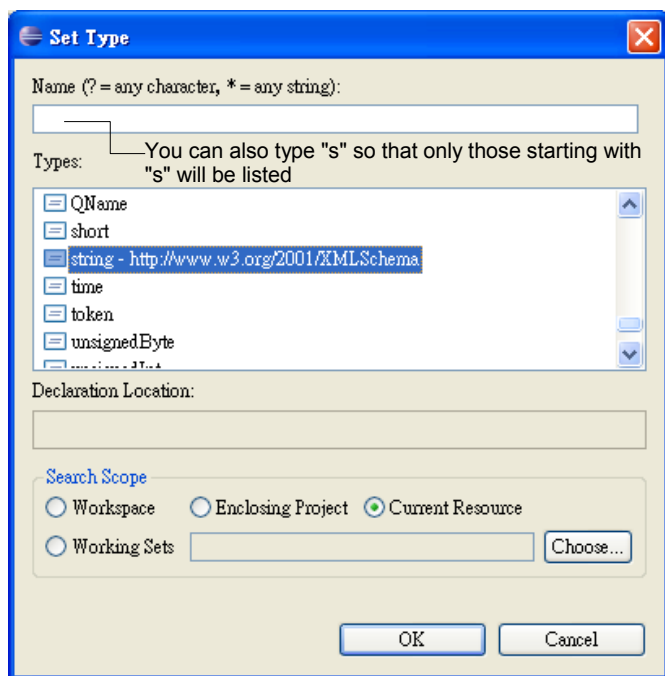 Set Type
Name (? = any character, * = any string):
You can also type "s" so that only those starting with
"s" will be listed
Types:
QName
short
string - http://www.w3.org/2001/XMLSchema
time
token
unsignedByte
Declaration Location:
Search Scope
Workspace Enclosing Project Current Resource
Working Sets Choose...
OK Cancel